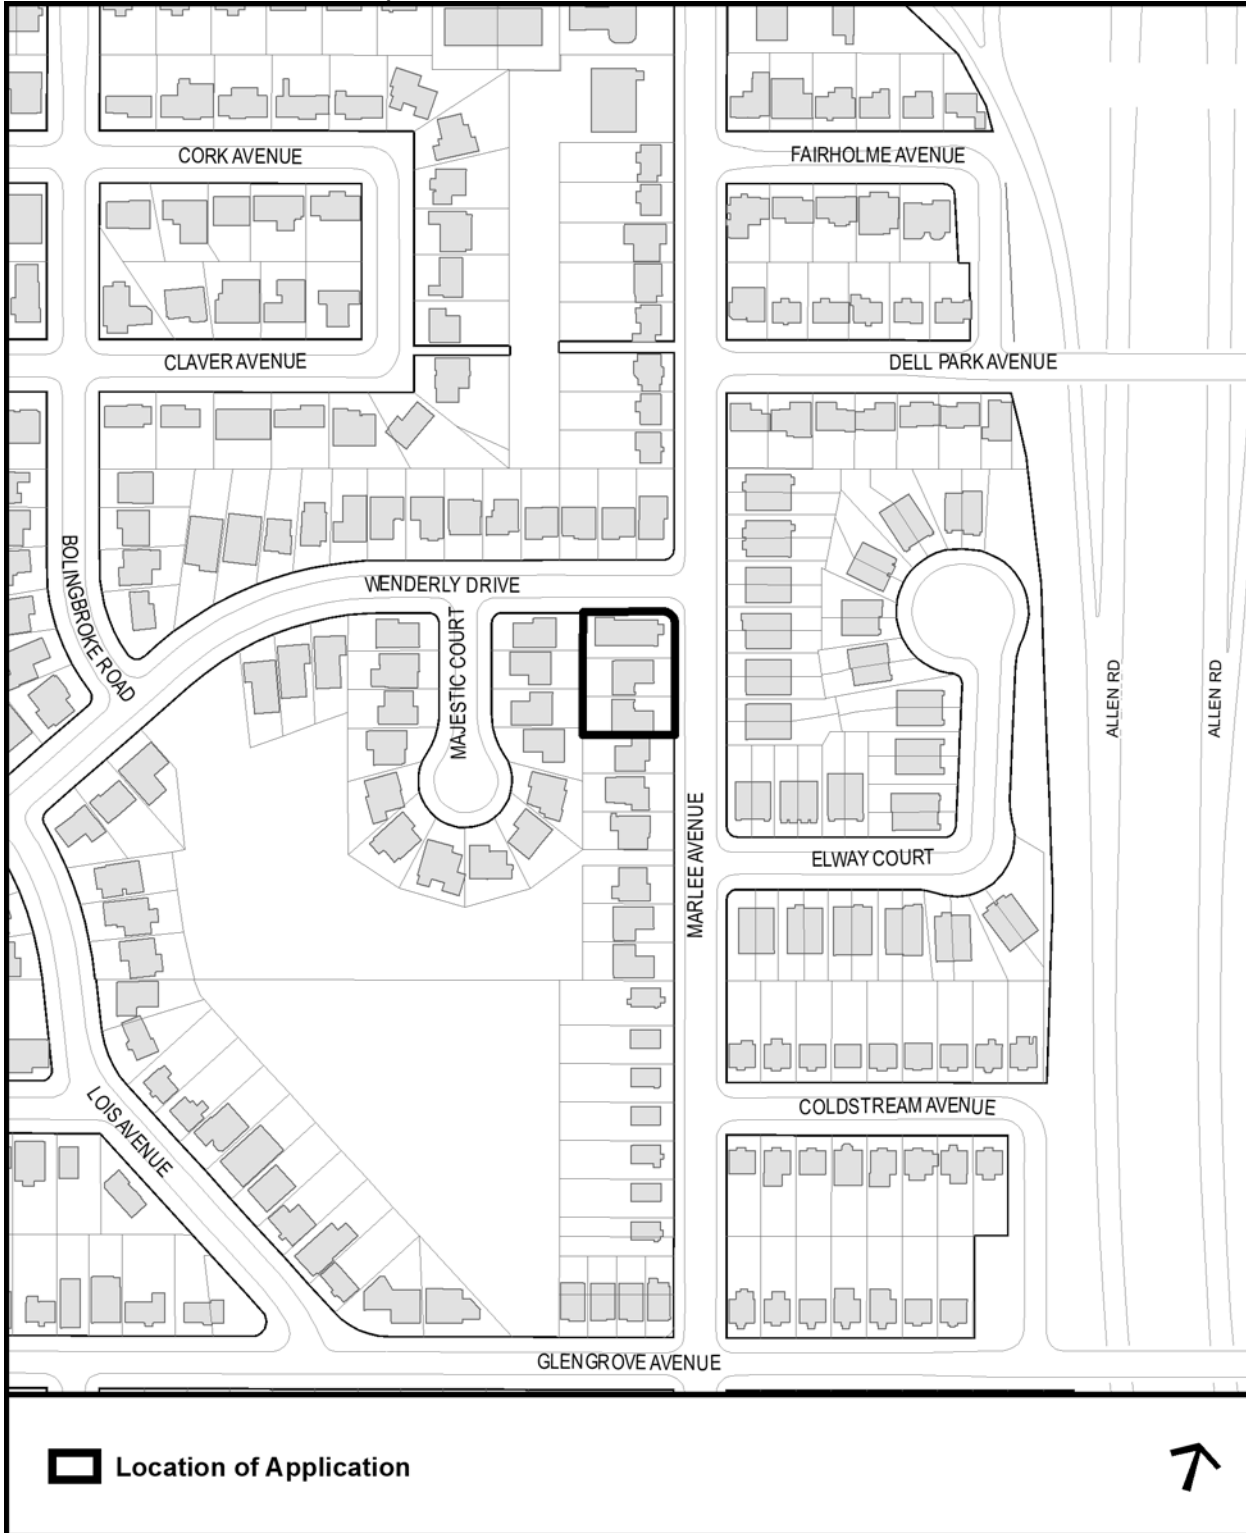 CORK AVENUE
FAIRHOLME AVENUE
CLAVER AVENUE
DELL PARK AVENUE
BOLINGBROKE ROAD
WENDERLY DRIVE
MAJESTIC COURT
ALLEN RD
ALLEN RD
MARLEE AVENUE
ELWAY COURT
LOIS AVENUE
COLDSTREAM AVENUE
GLENGROVE AVENUE
Location of Application